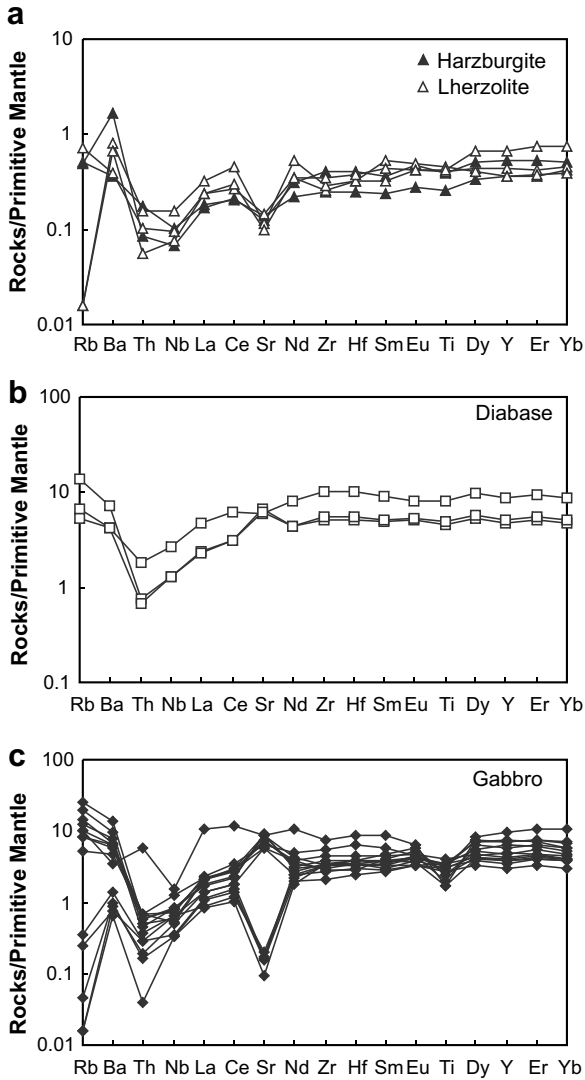 a
Rocks/Primitive Mantle
10
1
0.1
0.01
Harzburgite
Lherzolite
Rb Ba Th Nb La Ce Sr Nd Zr Hf Sm Eu Ti Dy Y Er Yb
b
Rocks/Primitive Mantle
100
10
1
0.1
Diabase
Rb Ba Th Nb La Ce Sr Nd Zr Hf Sm Eu Ti Dy Y Er Yb
c
Rocks/Primitive Mantle
100
10
1
0.1
0.01
Gabbro
Rb Ba Th Nb La Ce Sr Nd Zr Hf Sm Eu Ti Dy Y Er Yb